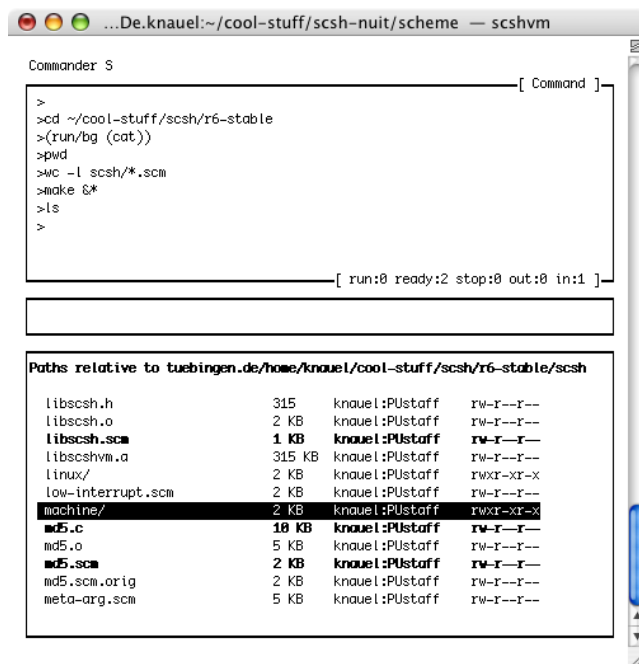 ...De.knauel:~/cool-stuff/scsh-nuit/scheme — scshvm
Commander S
[ Command ]
>
>cd ~/cool-stuff/scsh/r6-stable
>(run/bg (cat))
>pwd
>wc -l scsh/*.scm
>make &*
>ls
>
[ run:0 ready:2 stop:0 out:0 in:1 ]
Paths relative to tuebingen.de/home/knauel/cool-stuff/scsh/r6-stable/scsh
libscsh.h 315 knauel:PUstaff rw-r--r--
libscsh.o 2 KB knauel:PUstaff rw-r--r--
libscsh.scm 1 KB knauel:PUstaff rw-r--r--
libscshvm.a 315 KB knauel:PUstaff rw-r--r--
linux/ 2 KB knauel:PUstaff rwxr-xr-x
low-interrupt.scm 2 KB knauel:PUstaff rw-r--r--
machine/ 2 KB knauel:PUstaff rwxr-xr-x
md5.c 10 KB knauel:PUstaff rw-r--r--
md5.o 5 KB knauel:PUstaff rw-r--r--
md5.scm 2 KB knauel:PUstaff rw-r--r--
md5.scm.orig 2 KB knauel:PUstaff rw-r--r--
meta-arg.scm 5 KB knauel:PUstaff rw-r--r--